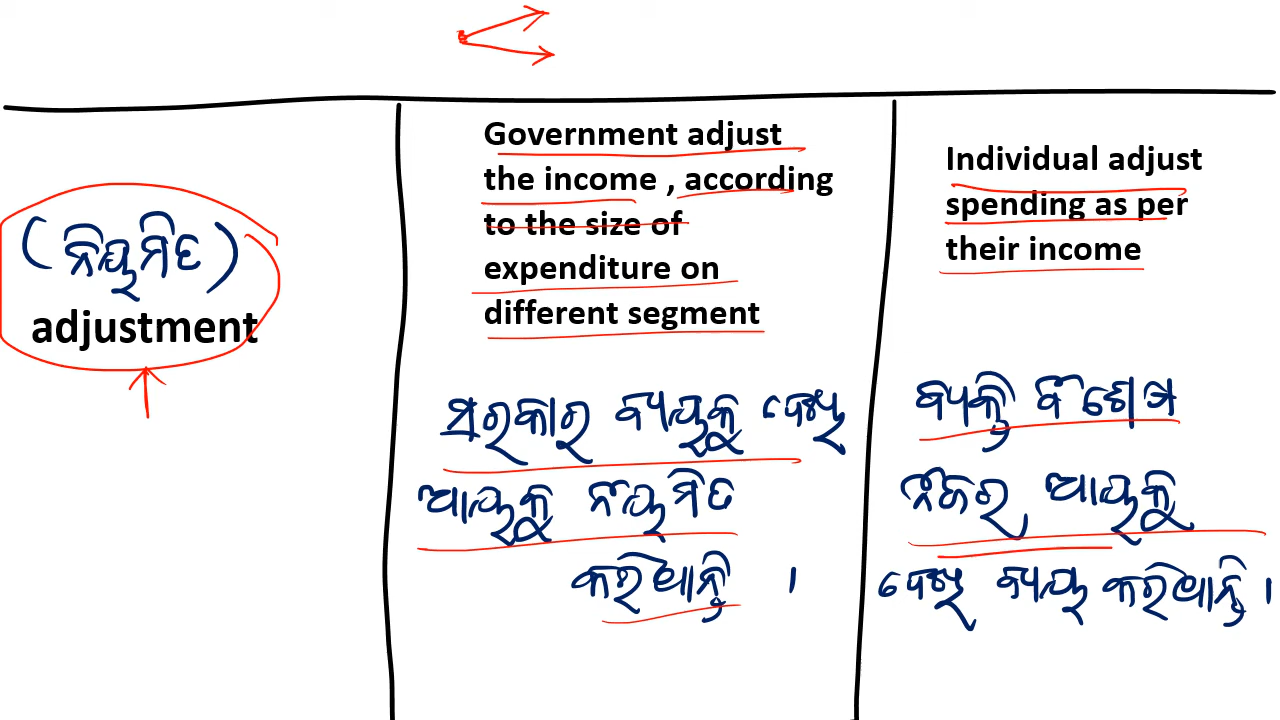 (ନିୟମିତ)
adjustment
Government adjust
the income , according
to the size of
expenditure on
different segment
ସରକାର ବ୍ୟୟକୁ ଦେଖି
ଆୟକୁ ନିୟମିତ
କରିଥାନ୍ତି ।
Individual adjust
spending as per
their income
ବ୍ୟକ୍ତି ବିଶେଷ
ନିଜର ଆୟକୁ
ଦେଖି ବ୍ୟୟ କରିଥାନ୍ତି ।